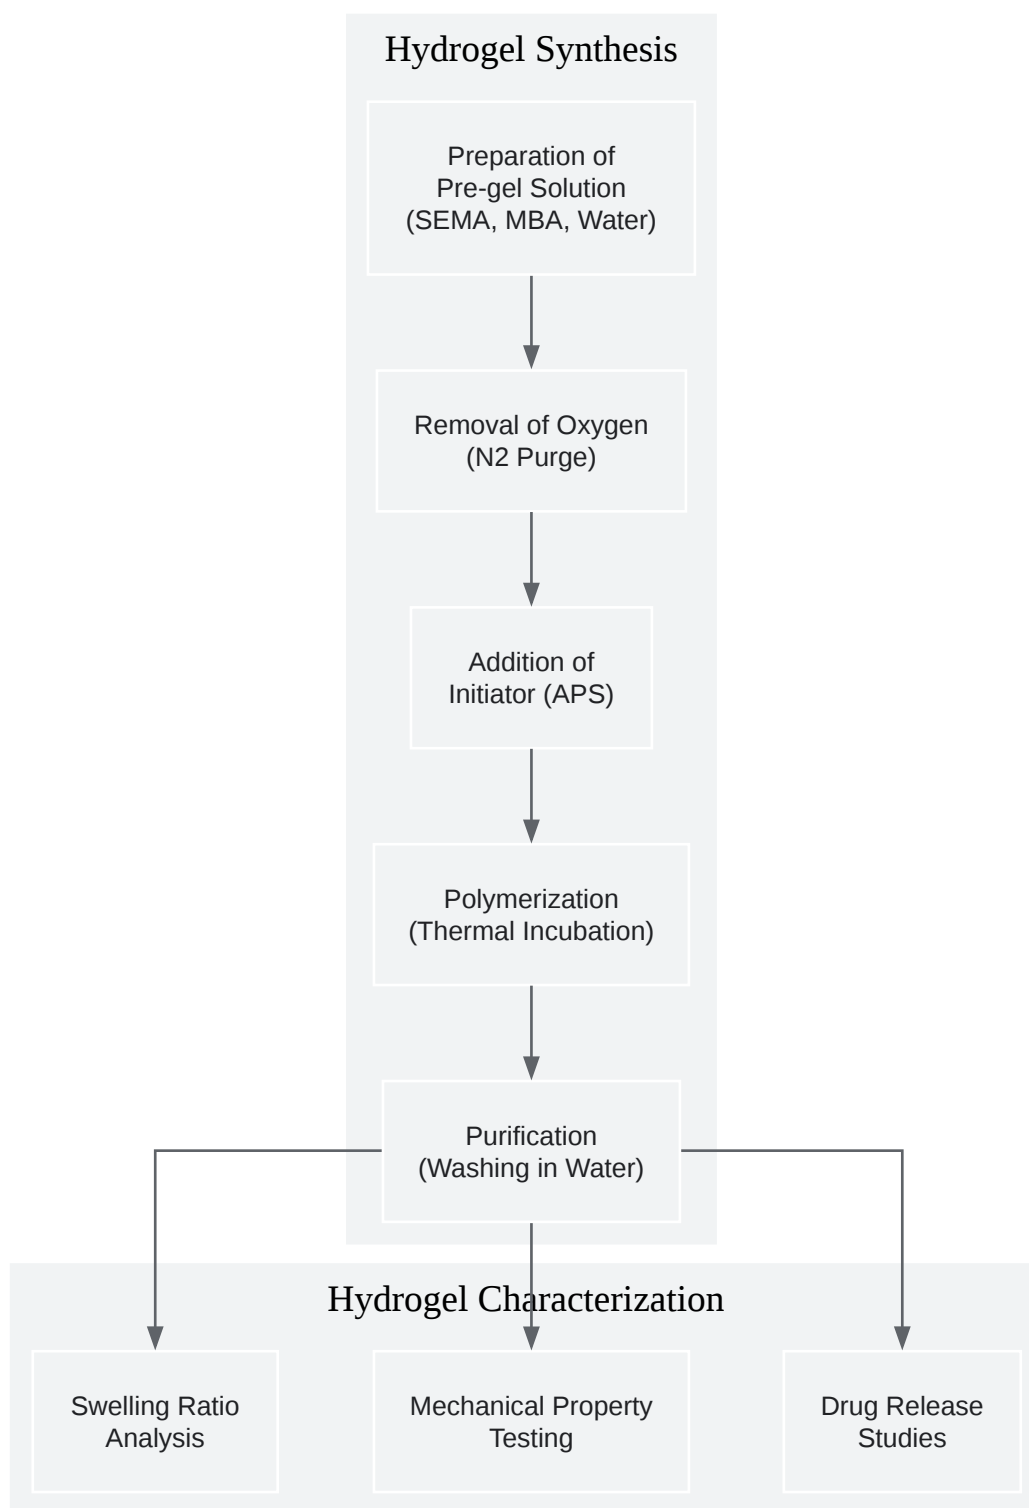 Hydrogel Synthesis
Preparation of
Pre-gel Solution
(SEMA, MBA, Water)
Removal of Oxygen
(N2 Purge)
Addition of
Initiator (APS)
Polymerization
(Thermal Incubation)
Purification
(Washing in Water)
Hydrogel Characterization
Swelling Ratio
Analysis
Mechanical Property
Testing
Drug Release
Studies